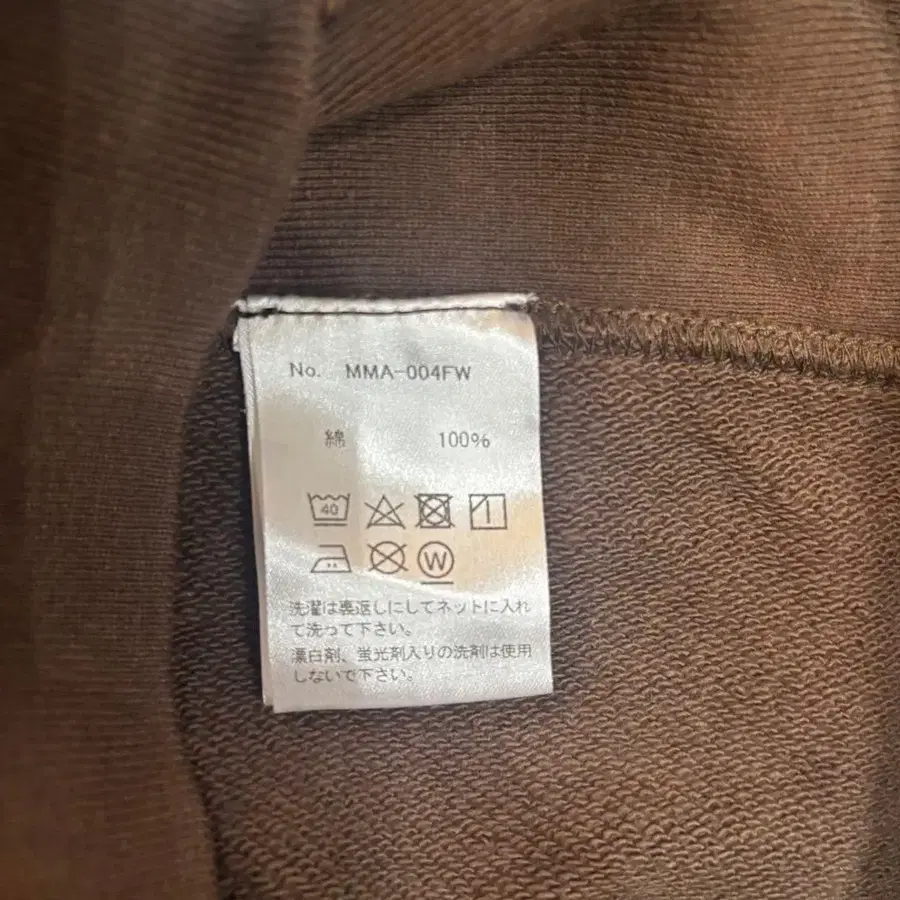 No. MMA-004FW
綿 100%
40
W
洗濯は裏返しにしてネットに入れ
て洗って下さい。
漂白剤、蛍光剤入りの洗剤は使用
しないで下さい。